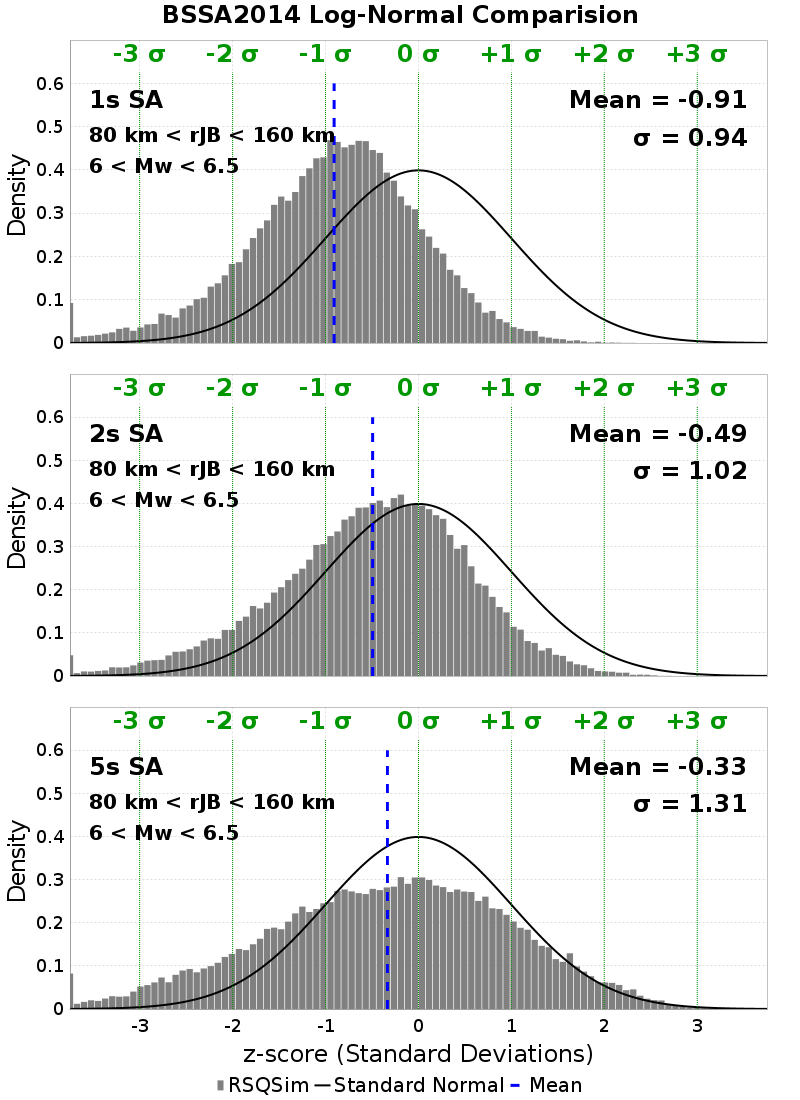 BSSA2014 Log-Normal Comparision
-3 σ -2 σ -1 σ 0 σ +1 σ +2 σ +3 σ
1s SA
Mean = -0.91
80 km < rJB < 160 km
σ = 0.94
6 < Mw < 6.5
0.6
0.5
0.4
0.3
0.2
0.1
0
Density
-3 σ -2 σ -1 σ 0 σ +1 σ +2 σ +3 σ
2s SA
Mean = -0.49
80 km < rJB < 160 km
σ = 1.02
6 < Mw < 6.5
0.6
0.5
0.4
0.3
0.2
0.1
0
Density
-3 σ -2 σ -1 σ 0 σ +1 σ +2 σ +3 σ
5s SA
Mean = -0.33
80 km < rJB < 160 km
σ = 1.31
6 < Mw < 6.5
0.6
0.5
0.4
0.3
0.2
0.1
0
Density
-3 -2 -1 0 1 2 3
z-score (Standard Deviations)
RSQSim Standard Normal Mean